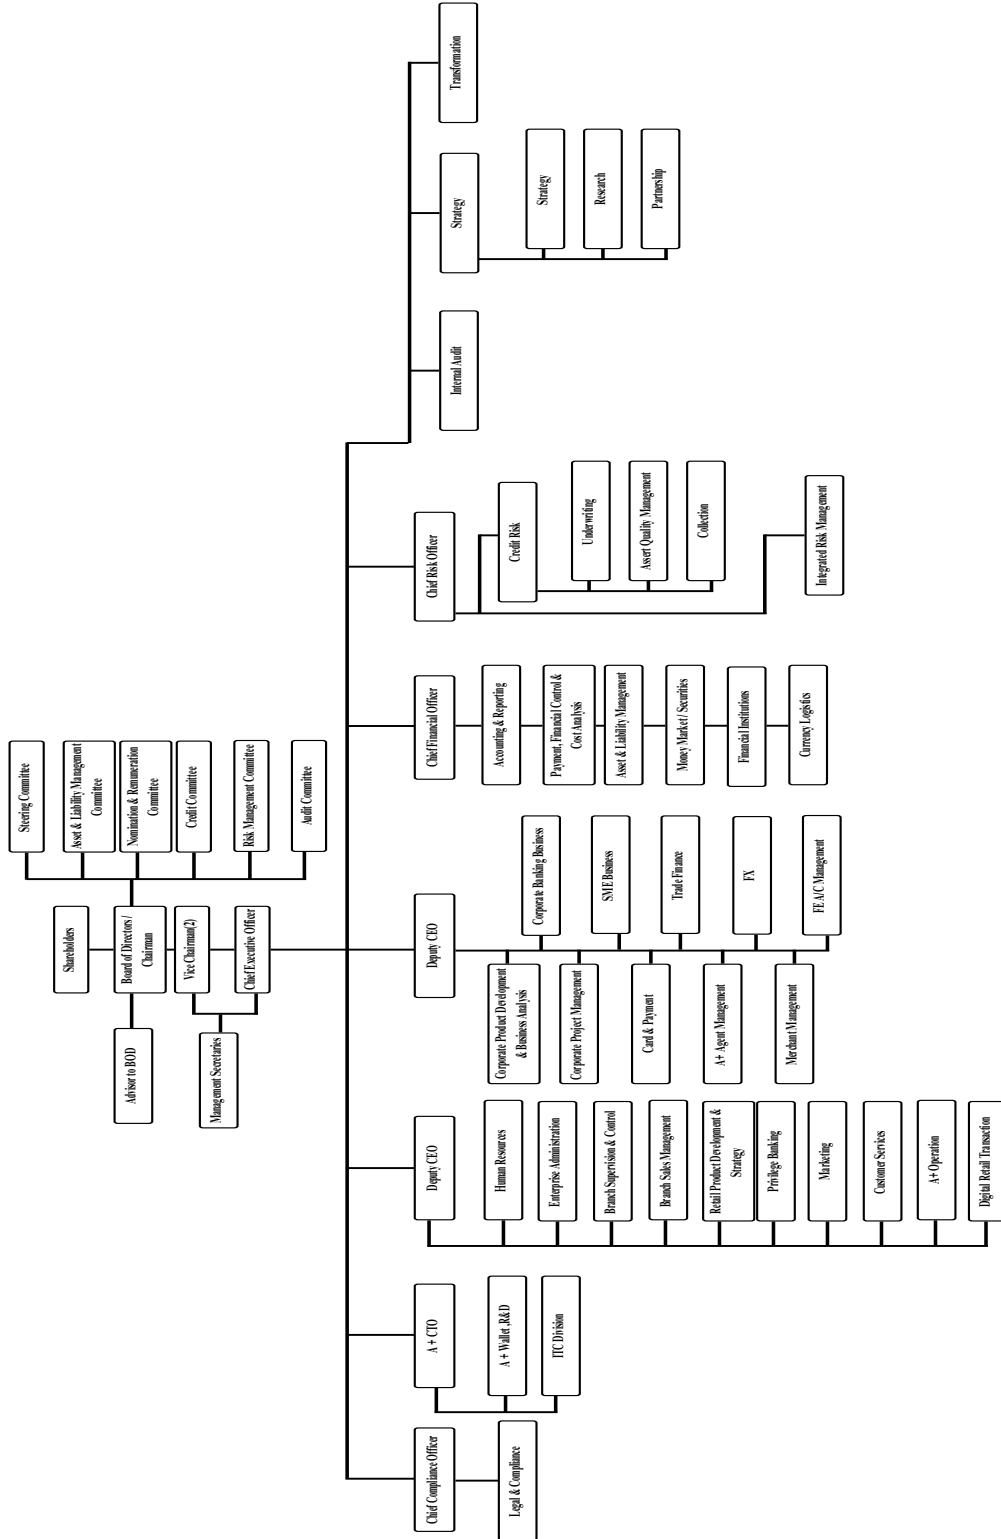 Shareholders
Board of Directors /
Chairman
Advisor to BOD
Vice Chairman(2)
Chief Executive Officer
Management Secretaries
Steering Committee
Asset & Liability Management
Committee
Nomination & Remuneration
Committee
Credit Committee
Risk Management Committee
Audit Committee
Chief Compliance Officer
Legal & Compliance
A + CTO
A + Wallet ,R&D
ITC Division
Deputy CEO
Human Resources
Enterprise Administration
Branch Supervision & Control
Branch Sales Management
Retail Product Development &
Strategy
Privilege Banking
Marketing
Customer Services
A+ Operation
Digital Retail Transaction
Deputy CEO
Corporate Product Development
& Business Analysis
Corporate Project Management
Card & Payment
A+ Agent Management
Merchant Management
Corporate Banking Business
SME Business
Trade Finance
FX
FE A/C Management
Chief Financial Officer
Accounting & Reporting
Payment, Financial Control &
Cost Analysis
Asset & Liability Management
Money Market / Securities
Financial Institutions
Currency Logistics
Chief Risk Officer
Credit Risk
Underwriting
Assert Quality Management
Collection
Integrated Risk Management
Internal Audit
Strategy
Strategy
Research
Partnership
Transformation